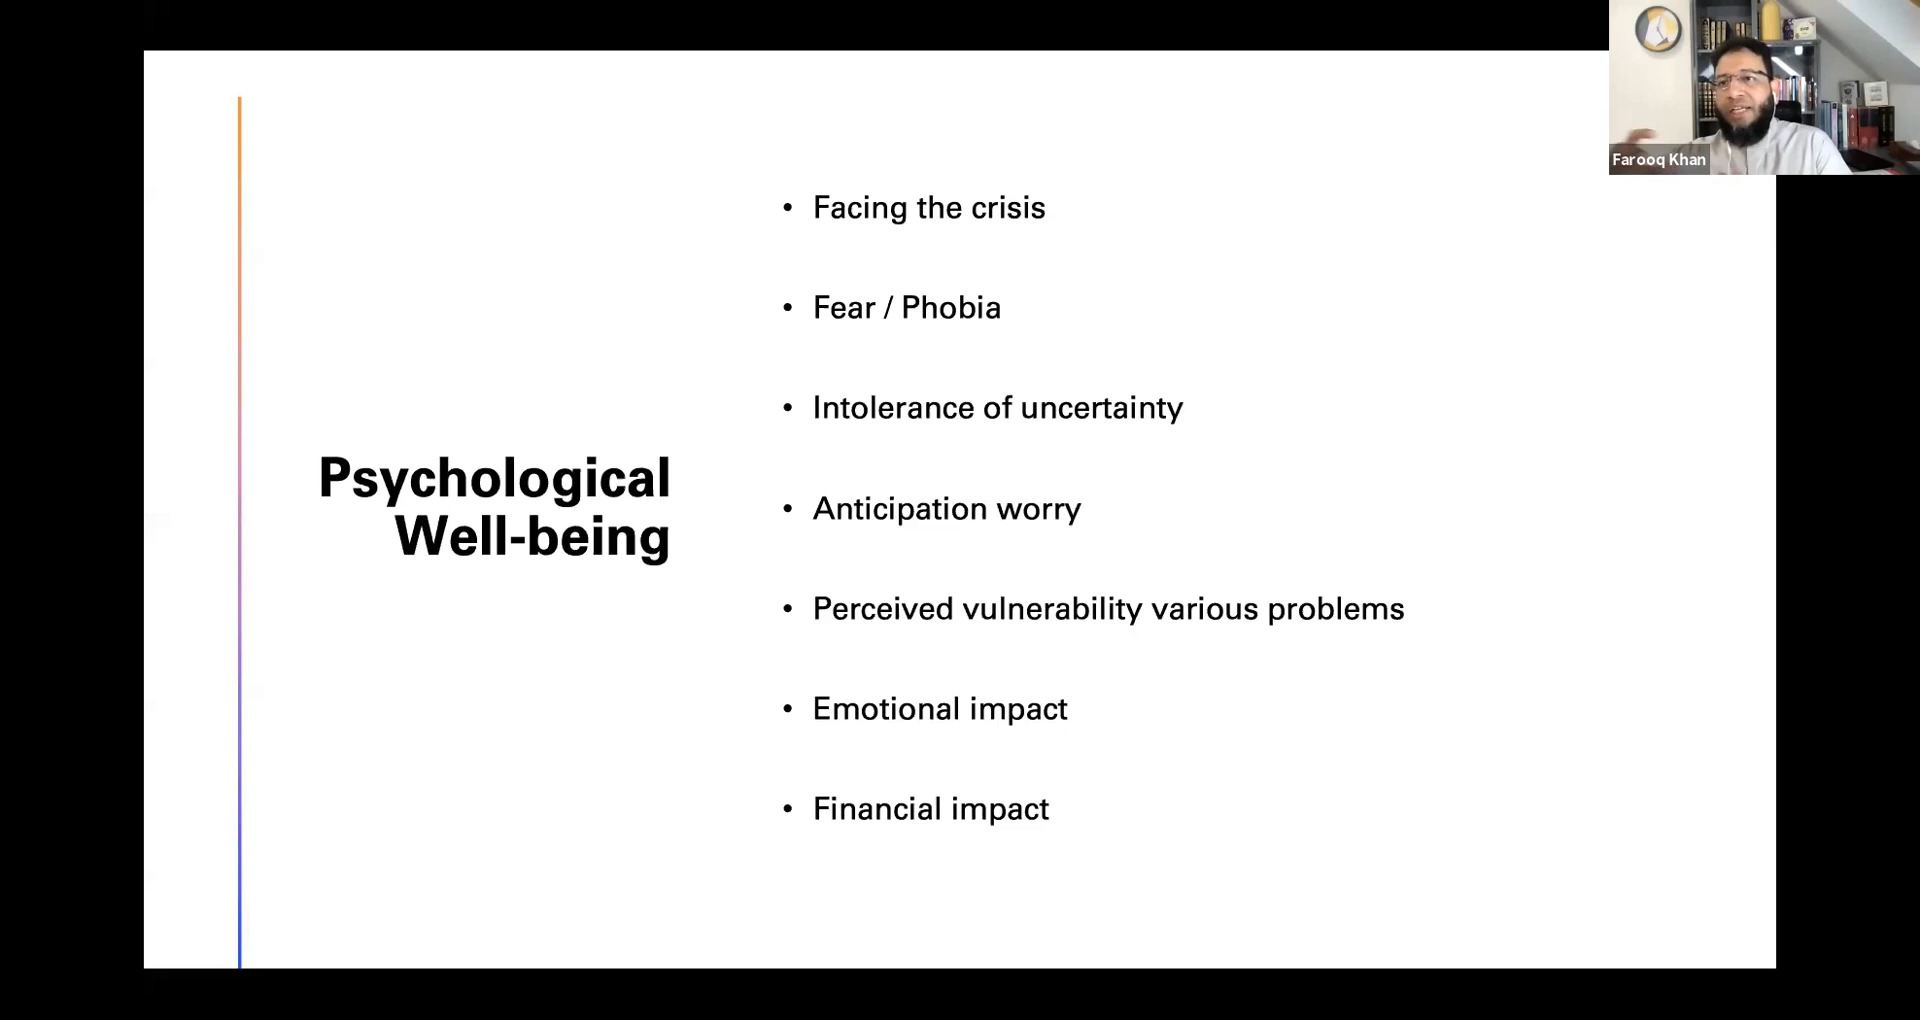 Psychological
Well-being
• Facing the crisis
• Fear / Phobia
• Intolerance of uncertainty
• Anticipation worry
• Perceived vulnerability various problems
• Emotional impact
• Financial impact
Farooq Khan